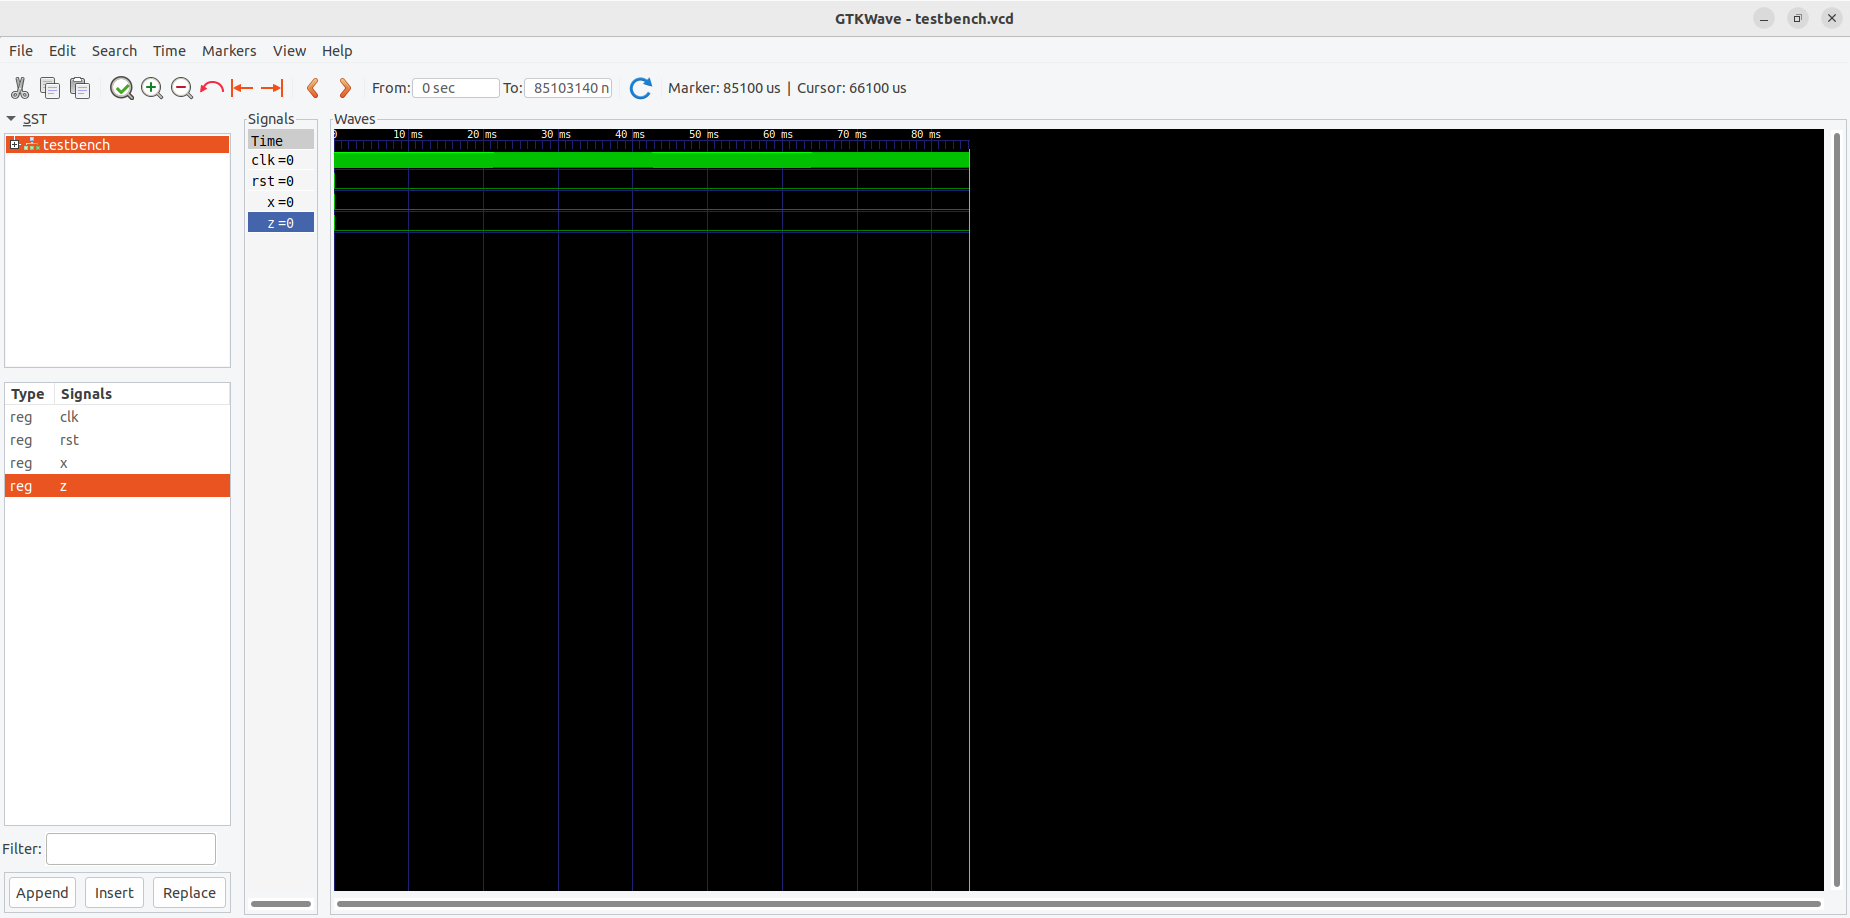 GTKWave - testbench.vcd
File Edit Search Time Markers View Help
From: 0 sec To: 85103140 n Marker: 85100 us | Cursor: 66100 us
SST
testbench
Type Signals
reg clk
reg rst
reg x
reg z
Filter:
Append Insert Replace
Signals
Time
clk=0
rst=0
x=0
z=0
Waves
0 10 ms 20 ms 30 ms 40 ms 50 ms 60 ms 70 ms 80 ms